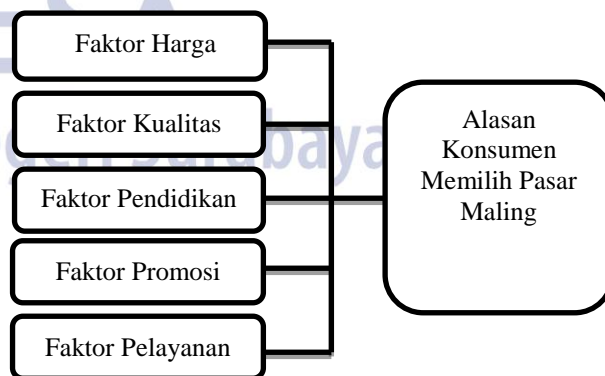 Faktor Harga
Faktor Kualitas
Faktor Pendidikan
Faktor Promosi
Faktor Pelayanan
Alasan
Konsumen
Memilih Pasar
Maling